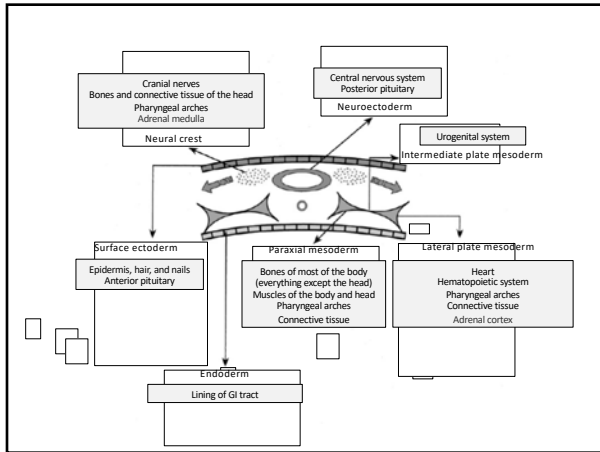 Cranial nerves
Bones and connective tissue of the head
Pharyngeal arches
Adrenal medulla
Neural crest
Central nervous system
Posterior pituitary
Neuroectoderm
Urogenital system
Intermediate plate mesoderm
Surface ectoderm
Epidermis, hair, and nails
Anterior pituitary
Paraxial mesoderm
Bones of most of the body
(everything except the head)
Muscles of the body and head
Pharyngeal arches
Connective tissue
Lateral plate mesoderm
Heart
Hematopoietic system
Pharyngeal arches
Connective tissue
Adrenal cortex
Endoderm
Lining of GI tract